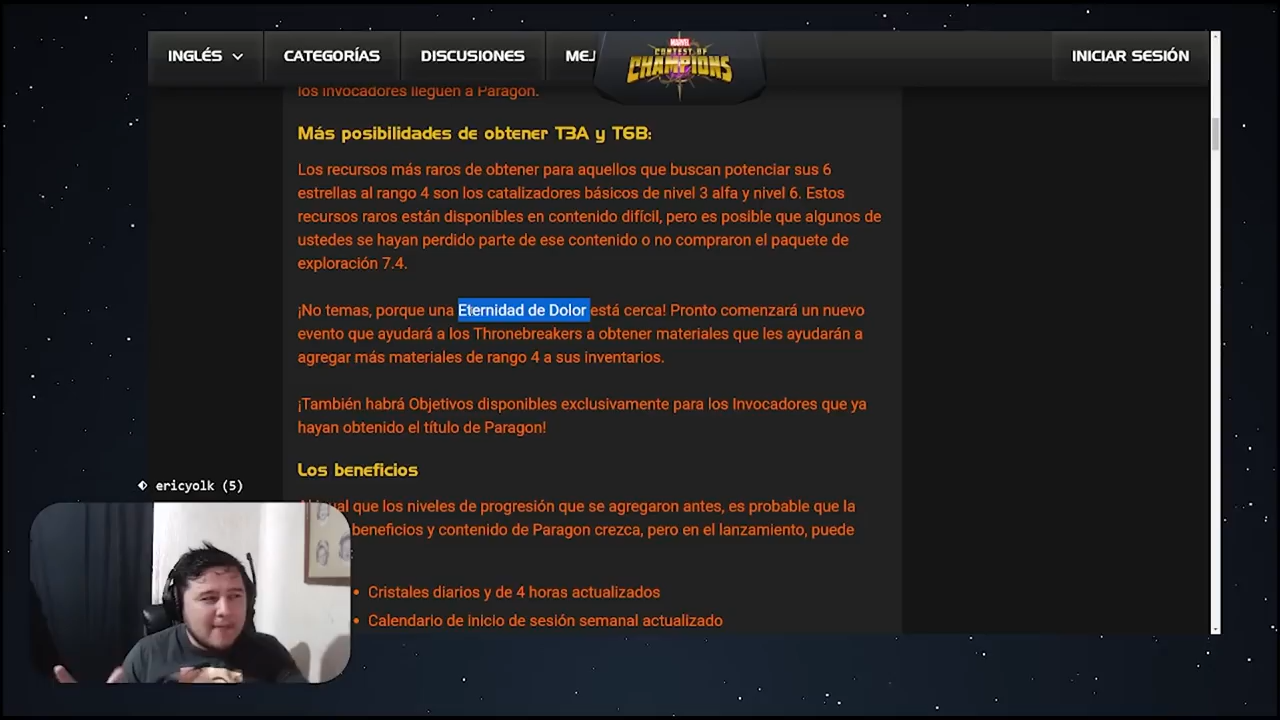 INGLÉS
CATEGORÍAS
DISCUSIONES
MEJ
MARVEL
CONTEST OF
CHAMPIONS
INICIAR SESIÓN
los Invocadores lleguen a Paragon.
Más posibilidades de obtener T3A y T6B:
Los recursos más raros de obtener para aquellos que buscan potenciar sus 6
estrellas al rango 4 son los catalizadores básicos de nivel 3 alfa y nivel 6. Estos
recursos raros están disponibles en contenido difícil, pero es posible que algunos de
ustedes se hayan perdido parte de ese contenido o no compraron el paquete de
exploración 7.4.
¡No temas, porque una Eternidad de Dolor está cerca! Pronto comenzará un nuevo
evento que ayudará a los Thronebreakers a obtener materiales que les ayudarán a
agregar más materiales de rango 4 a sus inventarios.
¡También habrá Objetivos disponibles exclusivamente para los Invocadores que ya
hayan obtenido el título de Paragon!
Los beneficios
que los niveles de progresión que se agregaron antes, es probable que la
beneficios y contenido de Paragon crezca, pero en el lanzamiento, puede
• Cristales diarios y de 4 horas actualizados
• Calendario de inicio de sesión semanal actualizado
ericyolk (5)